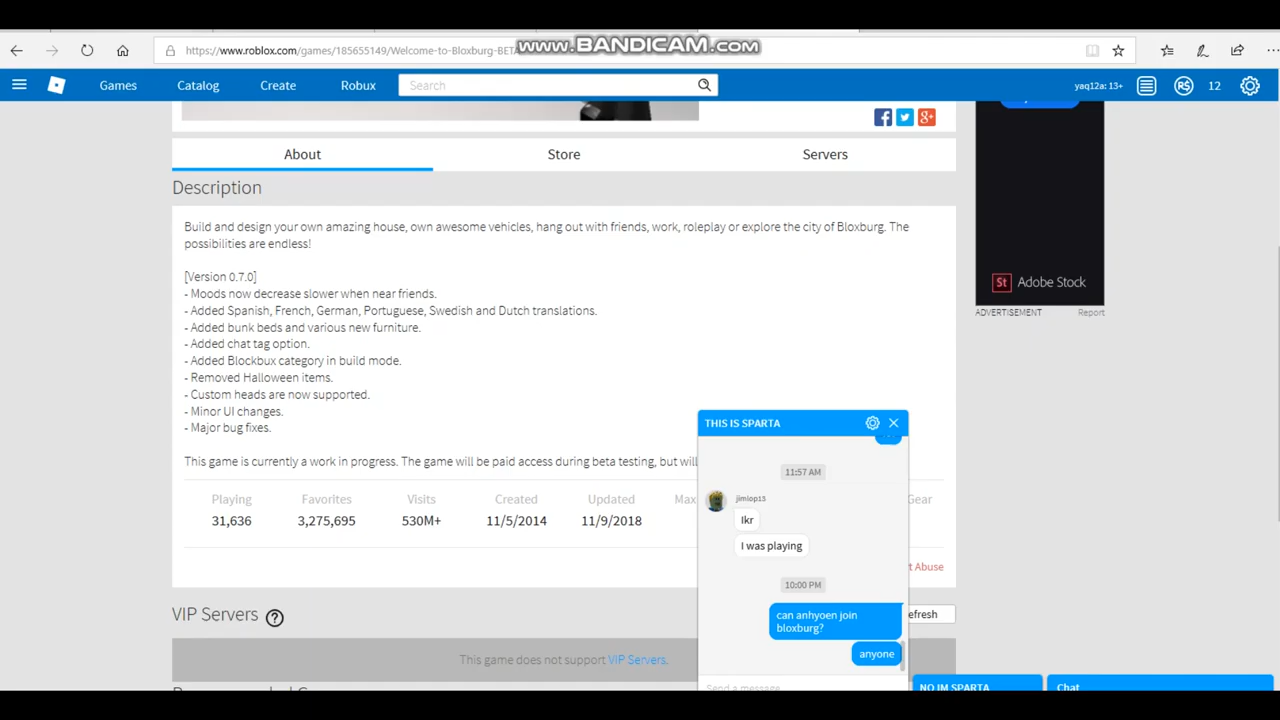 https://www.roblox.com/games/185655149/Welcome-to-Bloxburg-BETA
www.BANDICAM.com
Games
Catalog
Create
Robux
Search
yaq12a: 13+
R$
12
About
Store
Servers
Description
Build and design your own amazing house, own awesome vehicles, hang out with friends, work, roleplay or explore the city of Bloxburg. The
possibilities are endless!
[Version 0.7.0]
- Moods now decrease slower when near friends.
- Added Spanish, French, German, Portuguese, Swedish and Dutch translations.
- Added bunk beds and various new furniture.
- Added chat tag option.
- Added Blockbux category in build mode.
- Removed Halloween items.
- Custom heads are now supported.
- Minor UI changes.
- Major bug fixes.
This game is currently a work in progress. The game will be paid access during beta testing, but will
Playing
Favorites
Visits
Created
Updated
Max
Gear
31,636
3,275,695
530M+
11/5/2014
11/9/2018
t Abuse
VIP Servers
efresh
This game does not support VIP Servers.
St Adobe Stock
ADVERTISEMENT
Report
THIS IS SPARTA
11:57 AM
jimlop13
Ikr
I was playing
10:00 PM
can anhyoen join
bloxburg?
anyone
Send a message
NO IM SPARTA
Chat